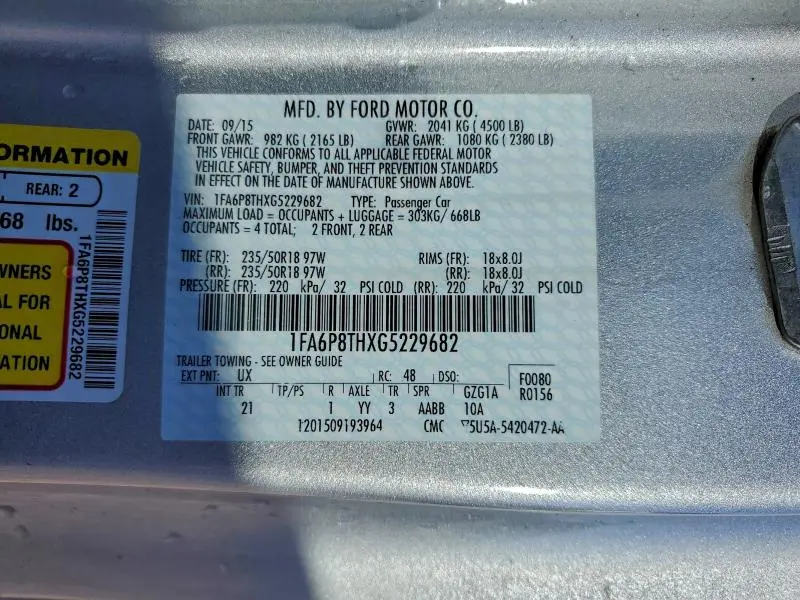 MFD. BY FORD MOTOR CO.
DATE: 09/15 GVWR: 2041 KG ( 4500 LB)
FRONT GAWR: 982 KG ( 2165 LB) REAR GAWR: 1080 KG ( 2380 LB)
THIS VEHICLE CONFORMS TO ALL APPLICABLE FEDERAL MOTOR
VEHICLE SAFETY, BUMPER, AND THEFT PREVENTION STANDARDS
IN EFFECT ON THE DATE OF MANUFACTURE SHOWN ABOVE.
VIN: 1FA6P8THXG5229682 TYPE: Passenger Car
MAXIMUM LOAD = OCCUPANTS + LUGGAGE = 303KG/ 668LB
OCCUPANTS = 4 TOTAL; 2 FRONT, 2 REAR
TIRE (FR): 235/50R18 97W RIMS (FR): 18x8.0J
(RR): 235/50R18 97W (RR): 18x8.0J
PRESSURE (FR): 220 kPa/ 32 PSI COLD (RR): 220 kPa/ 32 PSI COLD
1FA6P8THXG5229682
TRAILER TOWING - SEE OWNER GUIDE
EXT PNT: UX RC: 48 DSO: F0080
INT TR TP/PS R AXLE TR SPR GZG1A R0156
21 1 YY 3 AABB 10A
1201509193964 CMC 5U5A-5420472-AA
ORMATION
REAR: 2
68 lbs.
WNERS
AL FOR
ONAL
ATION
1FA6P8THXG5229682